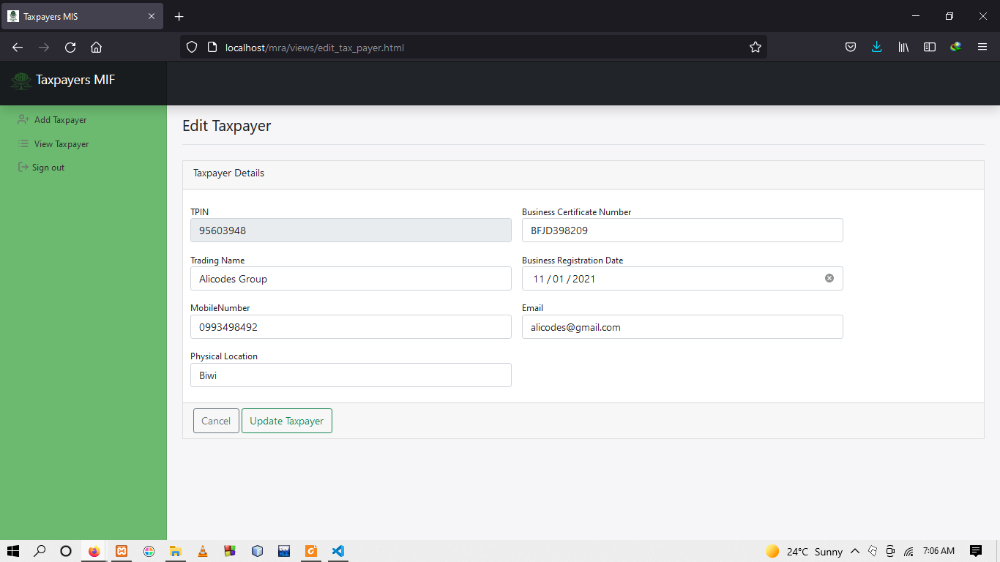 Taxpayers MIS
localhost/mra/views/edit_tax_payer.html
Taxpayers MIF
Add Taxpayer
View Taxpayer
Sign out
Edit Taxpayer
Taxpayer Details
TPIN
Business Certificate Number
95603948
BFJD398209
Trading Name
Business Registration Date
Alicodes Group
11 / 01 / 2021
MobileNumber
Email
0993498492
alicodes@gmail.com
Physical Location
Biwi
Cancel
Update Taxpayer
24°C Sunny
7:06 AM